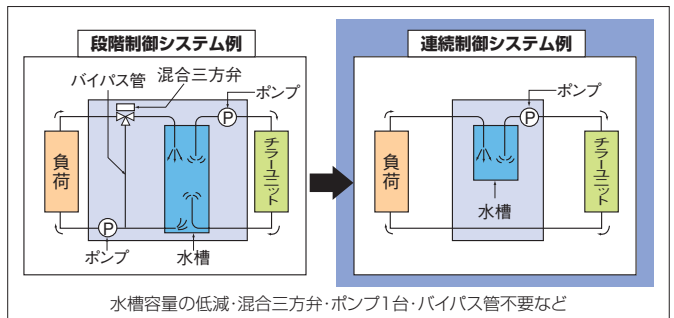 段階制御システム例
バイパス管
混合三方弁
ポンプ
P
負荷
チラーユニット
P
ポンプ
水槽
連続制御システム例
ポンプ
P
負荷
チラーユニット
水槽
水槽容量の低減・混合三方弁・ポンプ1台・バイパス管不要など